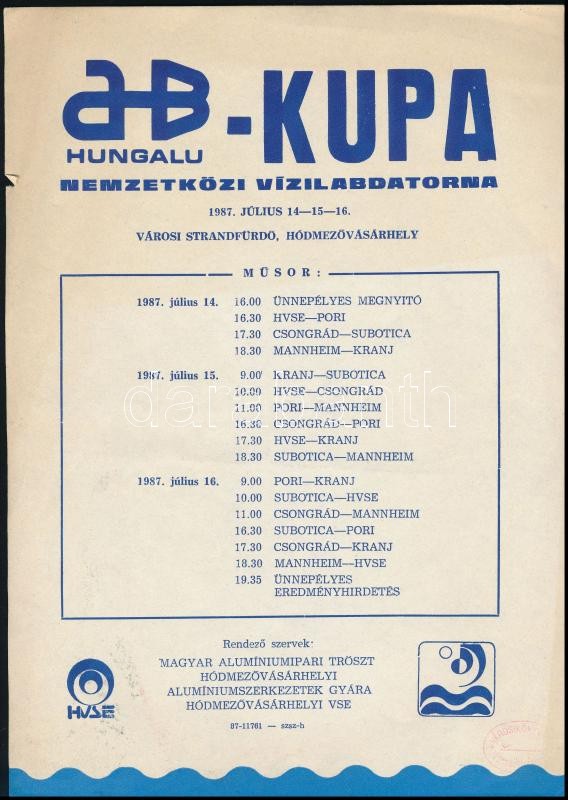 aB-KUPA
HUNGALU
NEMZETKÖZI VÍZILABDATORNA
1987. JÚLIUS 14—15—16.
VÁROSI STRANDFÜRDŐ, HÓDMEZŐVÁSÁRHELY
MŰSOR:
1987. július 14. 16.00 ÜNNEPÉLYES MEGNYITÓ
16.30 HVSE—PORI
17.30 CSONGRÁD—SUBOTICA
18.30 MANNHEIM—KRANJ
1987. július 15. 9.00 KRANJ—SUBOTICA
10.00 HVSE—CSONGRÁD
11.00 PORI—MANNHEIM
16.30 CSONGRÁD—PORI
17.30 HVSE—KRANJ
18.30 SUBOTICA—MANNHEIM
1987. július 16. 9.00 PORI—KRANJ
10.00 SUBOTICA—HVSE
11.00 CSONGRÁD—MANNHEIM
16.30 SUBOTICA—PORI
17.30 CSONGRÁD—KRANJ
18.30 MANNHEIM—HVSE
19.35 ÜNNEPÉLYES
EREDMÉNYHIRDETÉS
Rendező szervek:
MAGYAR ALUMÍNIUMIPARI TRÖSZT
HÓDMEZŐVÁSÁRHELYI
ALUMÍNIUMSZERKEZETEK GYÁRA
HÓDMEZŐVÁSÁRHELYI VSE
HVSE
87-11761 — szsz-h